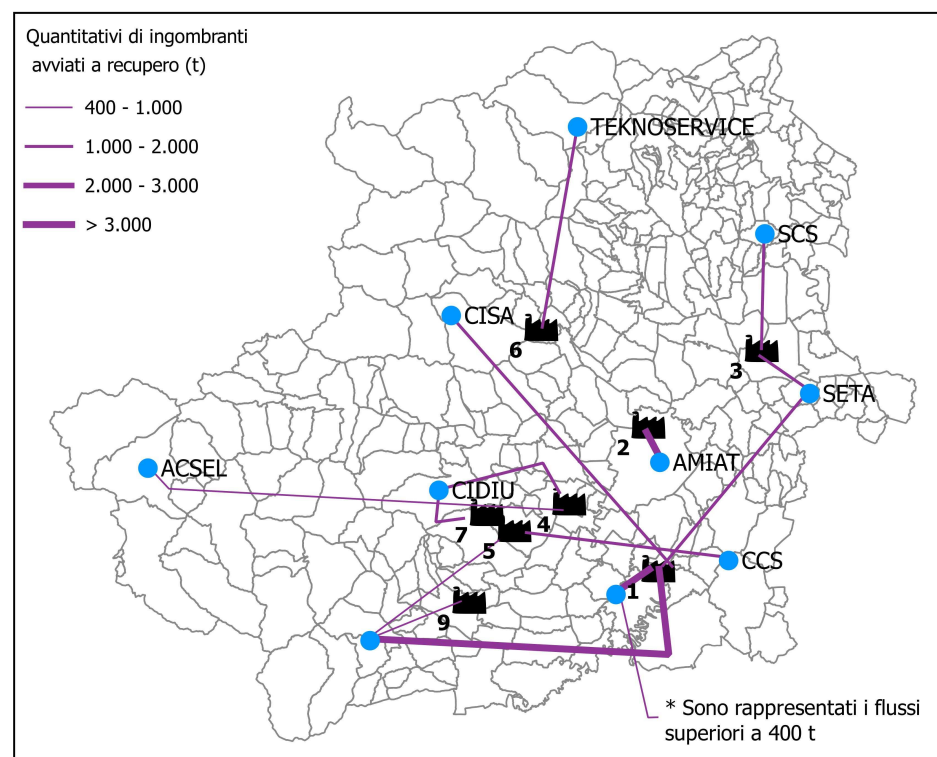 Quantitativi di ingombranti
avviati a recupero (t)
400 - 1.000
1.000 - 2.000
2.000 - 3.000
> 3.000
TEKNOSERVICE
SCS
CISA
6
3
SETA
2
AMIAT
ACSEL
CIDIU
7
4
5
CCS
1
9
* Sono rappresentati i flussi
superiori a 400 t